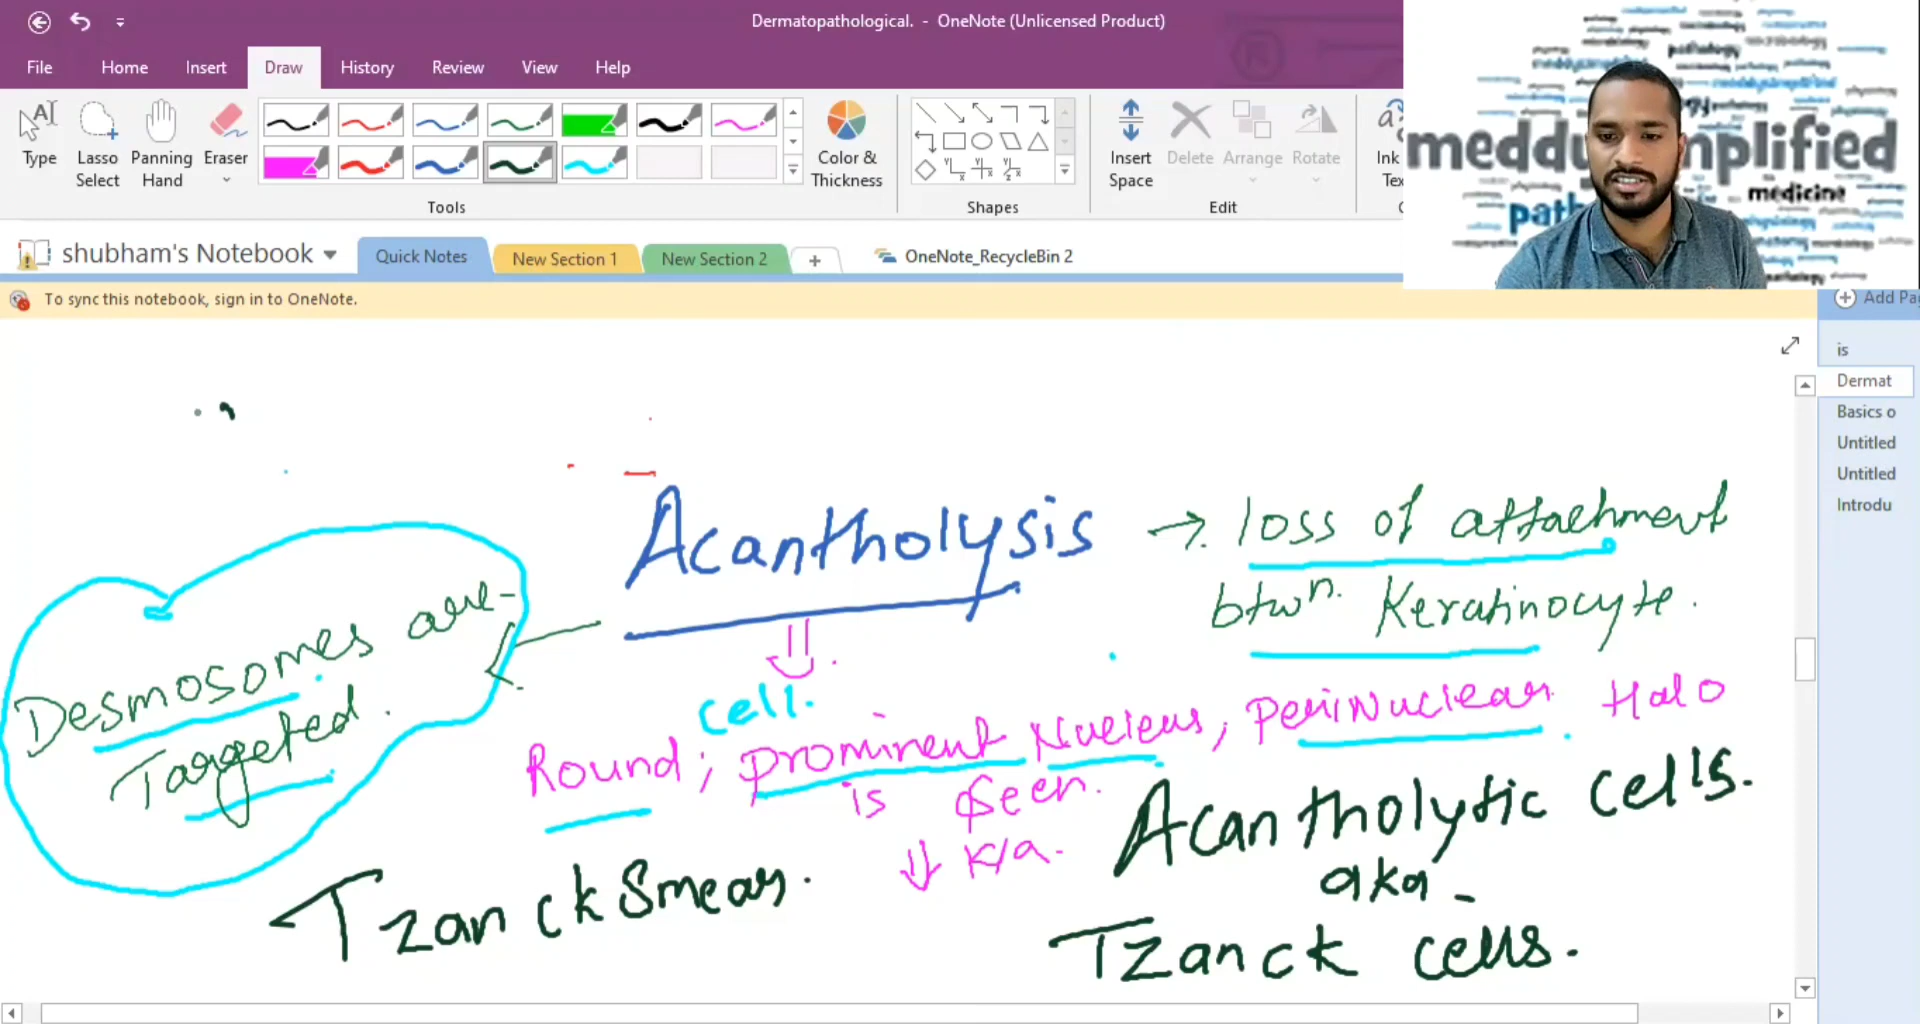 Dermatopathological. - OneNote (Unlicensed Product)
File Home Insert Draw History Review View Help
Type
Lasso Select
Panning Hand
Eraser
Color & Thickness
Insert Space
Delete
Arrange
Rotate
Ink
Tex
Tools
Shapes
Edit
pathology
medicine
path
shubham's Notebook
Quick Notes
New Section 1
New Section 2
OneNote_RecycleBin 2
To sync this notebook, sign in to OneNote.
Add Pa
is
Dermat
Basics o
Untitled
Untitled
Introdu
Acantholysis → loss of attachment
btwn. Keratinocyte.
Desmosomes are
Targeted.
cell.
Round; prominent Nucleus, perinuclear Halo
is seen.
K/a.
Acantholytic cells.
aka
Tzanck cells.
Tzanck Smear.